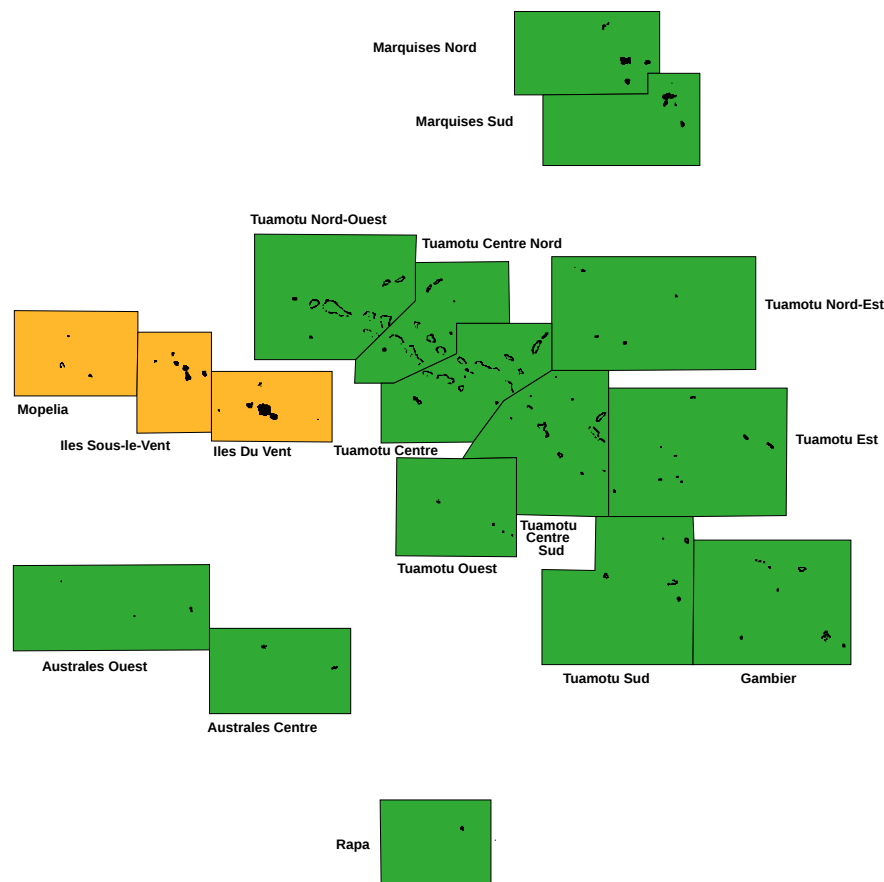 Marquises Nord
Marquises Sud
Tuamotu Nord-Ouest
Tuamotu Centre Nord
Tuamotu Nord-Est
Mopelia
Iles Sous-le-Vent
Iles Du Vent
Tuamotu Centre
Tuamotu Est
Tuamotu
Centre
Sud
Tuamotu Ouest
Australes Ouest
Tuamotu Sud
Gambier
Australes Centre
Rapa